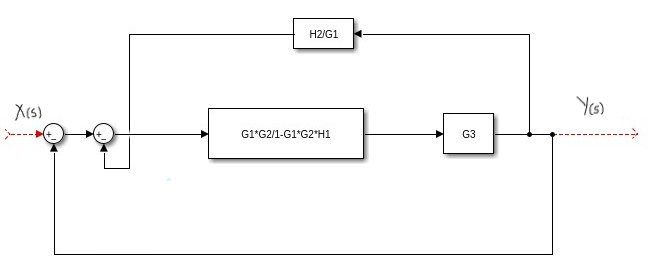 H2/G1
X(s)
Y(s)
+
−
+
−
G1*G2/1-G1*G2*H1
G3